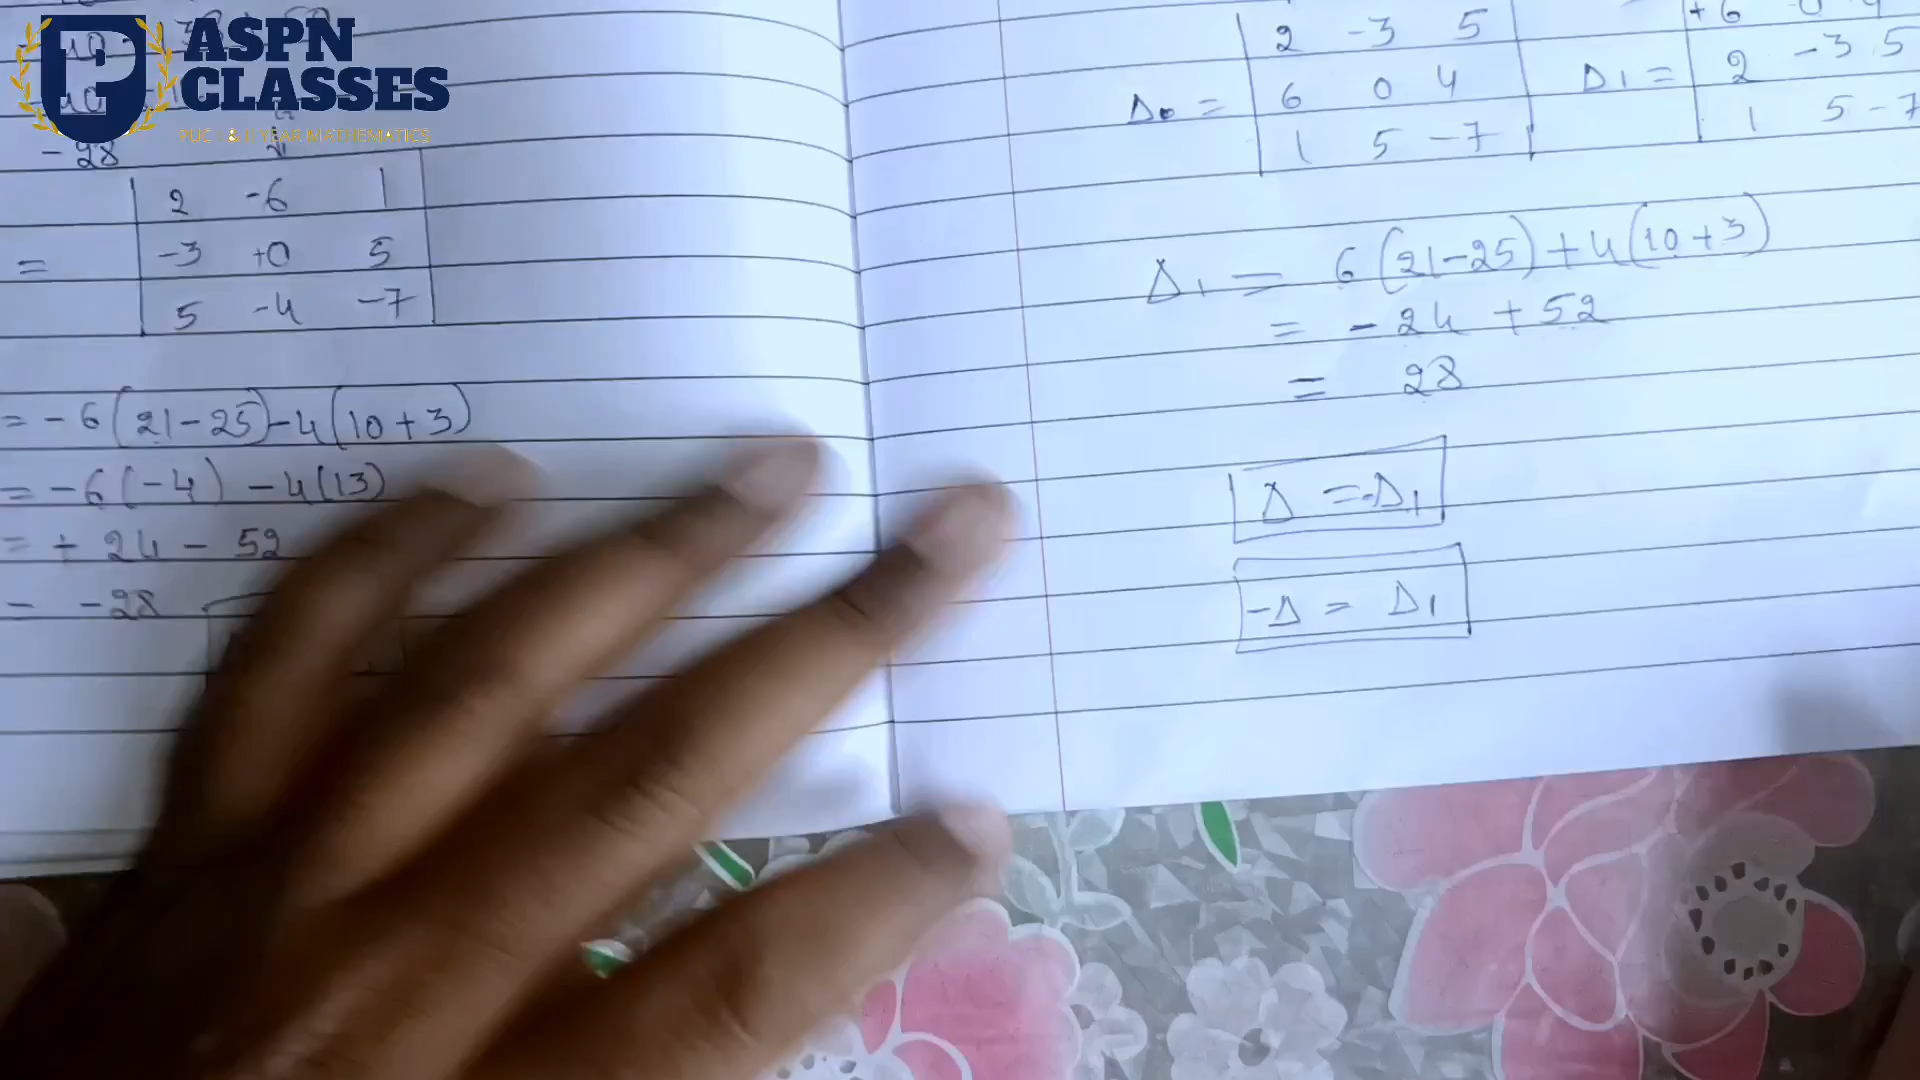 ASPN
CLASSES
PUC I & II YEAR MATHEMATICS
-28
2 -6 1
= -3 +0 5
5 -4 -7
= -6(21-25)-4(10+3)
= -6(-4) -4(13)
= + 24 - 52
- -28
2 -3 5
Δ0 = 6 0 4
1 5 -7
+6 0 4
Δ1 = 2 -3 5
1 5 -7
Δ1 = 6(21-25)+4(10+3)
= -24 +52
= 28
Δ =-Δ1
-Δ = Δ1